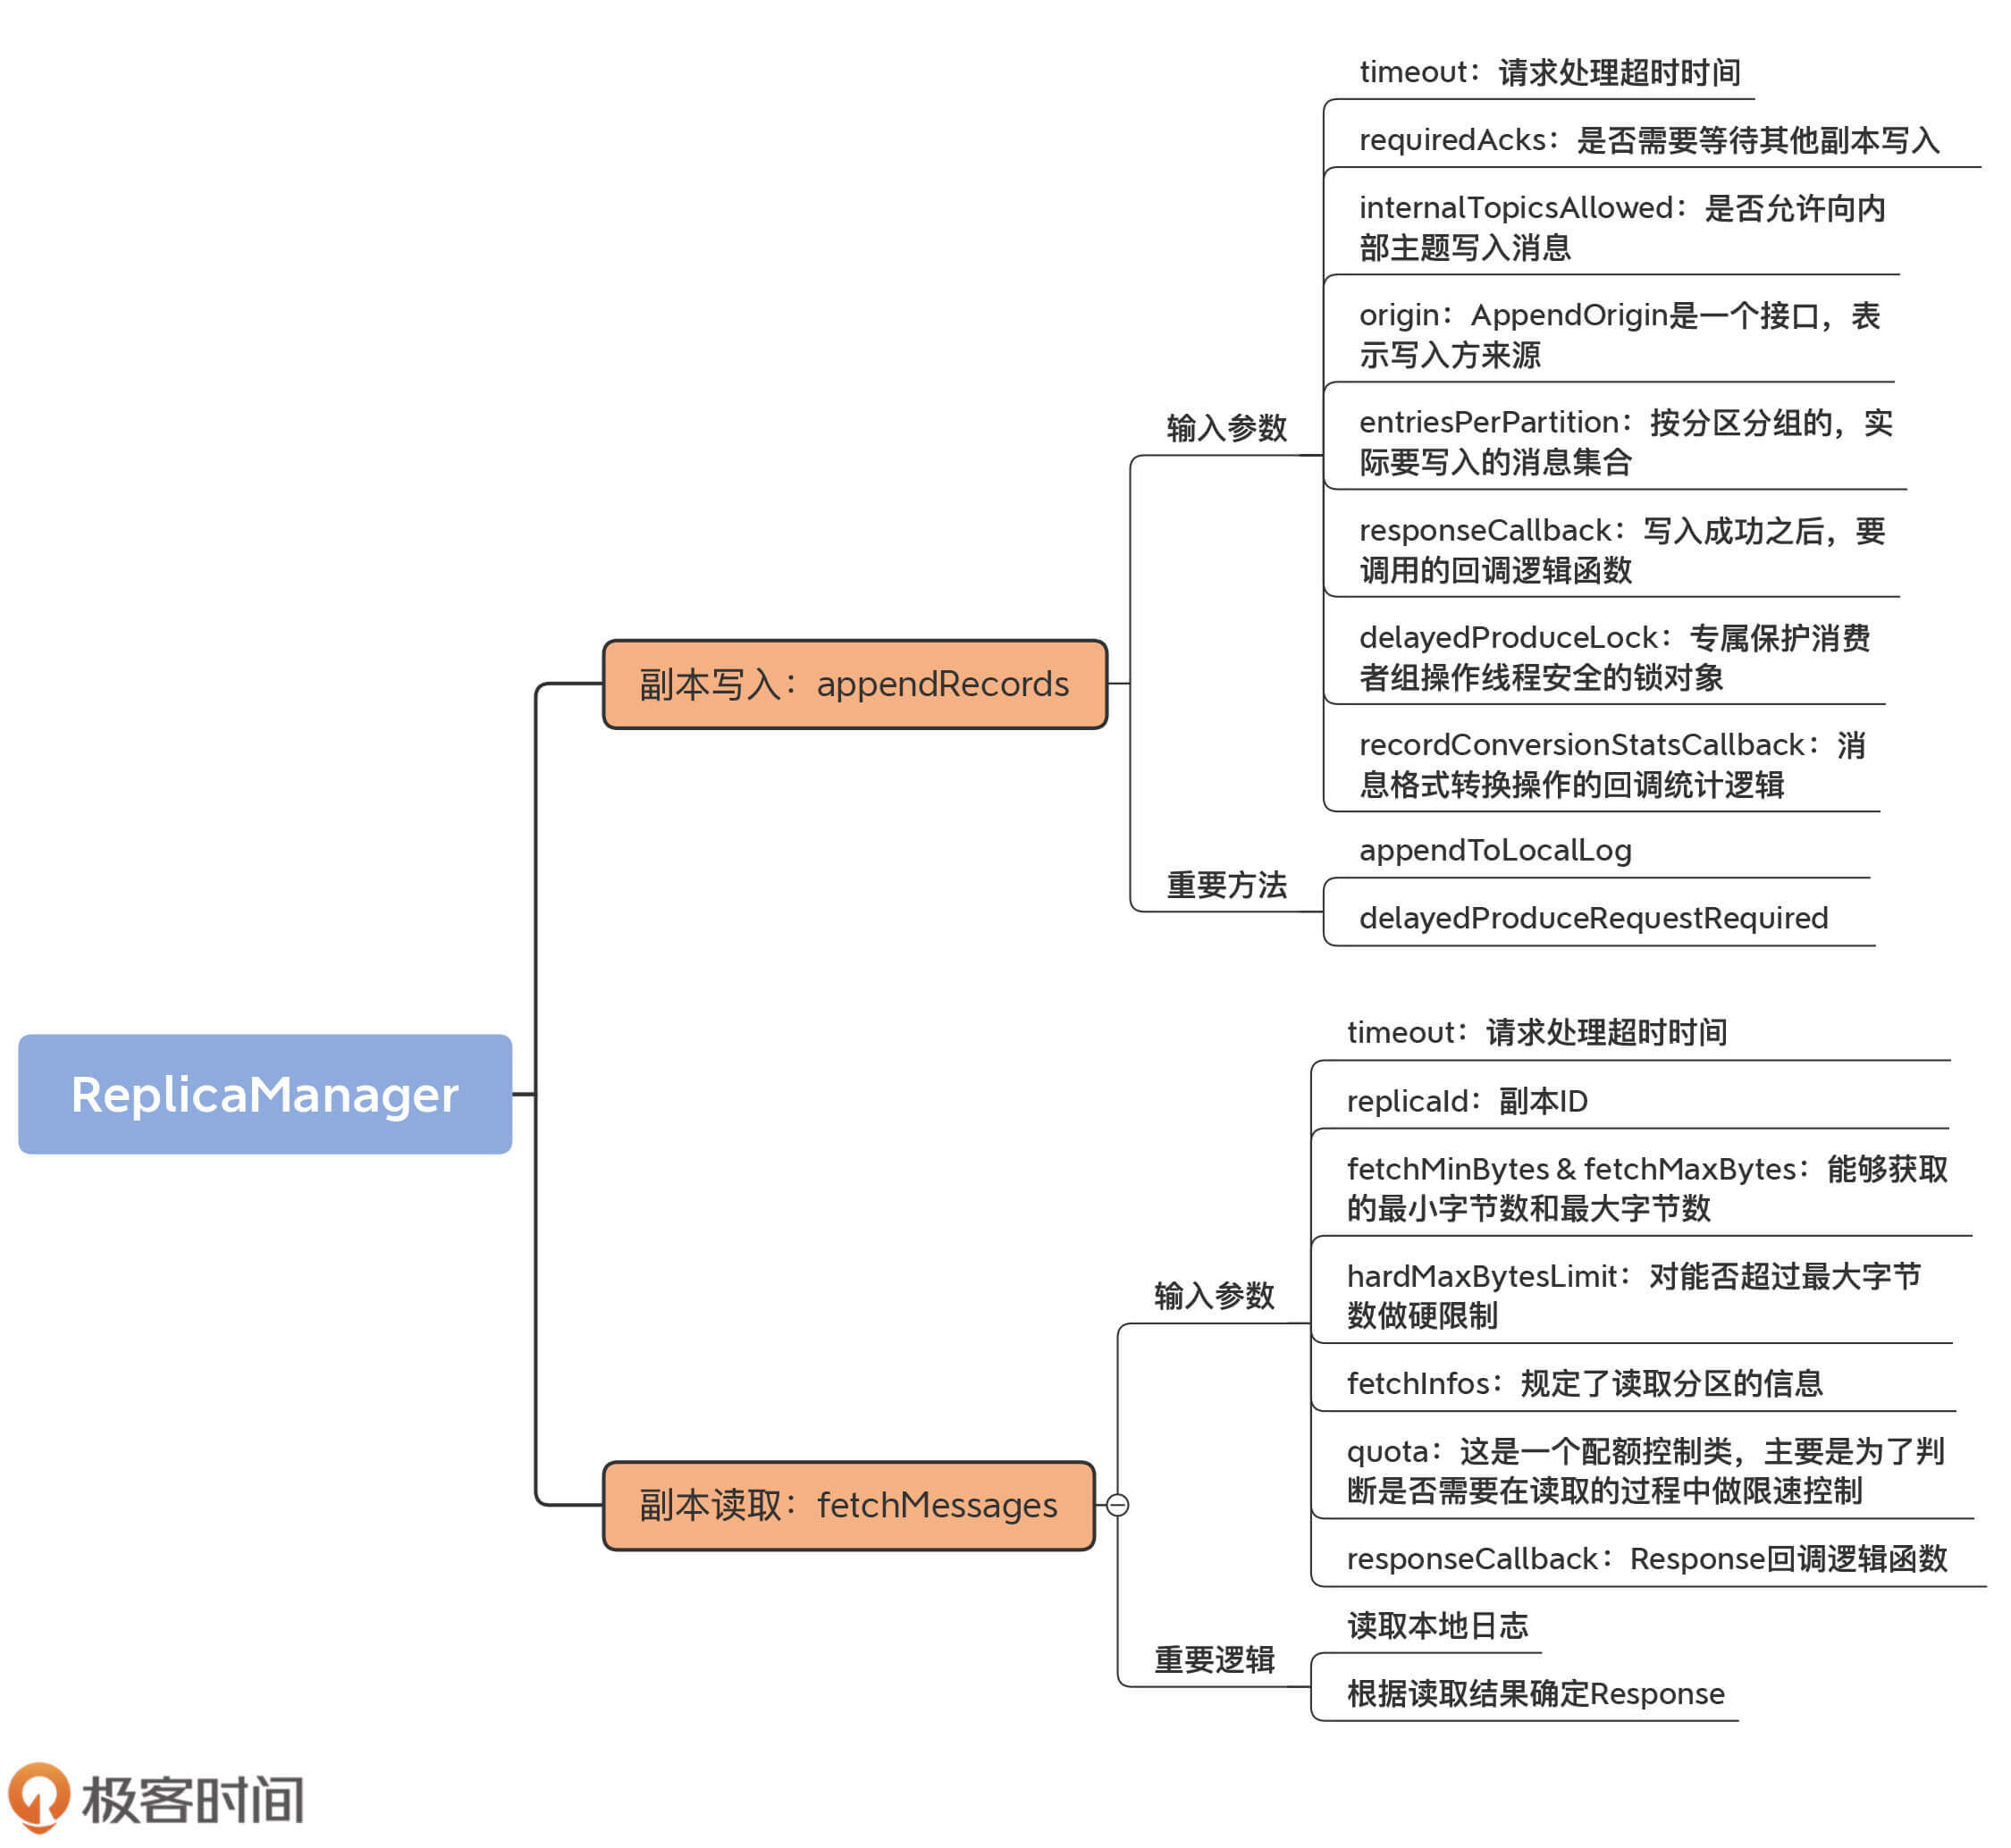 ReplicaManager
副本写入：appendRecords
输入参数
timeout：请求处理超时时间
requiredAcks：是否需要等待其他副本写入
internalTopicsAllowed：是否允许向内
部主题写入消息
origin：AppendOrigin是一个接口，表
示写入方来源
entriesPerPartition：按分区分组的，实
际要写入的消息集合
responseCallback：写入成功之后，要
调用的回调逻辑函数
delayedProduceLock：专属保护消费
者组操作线程安全的锁对象
recordConversionStatsCallback：消
息格式转换操作的回调统计逻辑
重要方法
appendToLocalLog
delayedProduceRequestRequired
副本读取：fetchMessages
输入参数
timeout：请求处理超时时间
replicaId：副本ID
fetchMinBytes & fetchMaxBytes：能够获取
的最小字节数和最大字节数
hardMaxBytesLimit：对能否超过最大字节
数做硬限制
fetchInfos：规定了读取分区的信息
quota：这是一个配额控制类，主要是为了判
断是否需要在读取的过程中做限速控制
responseCallback：Response回调逻辑函数
重要逻辑
读取本地日志
根据读取结果确定Response
极客时间